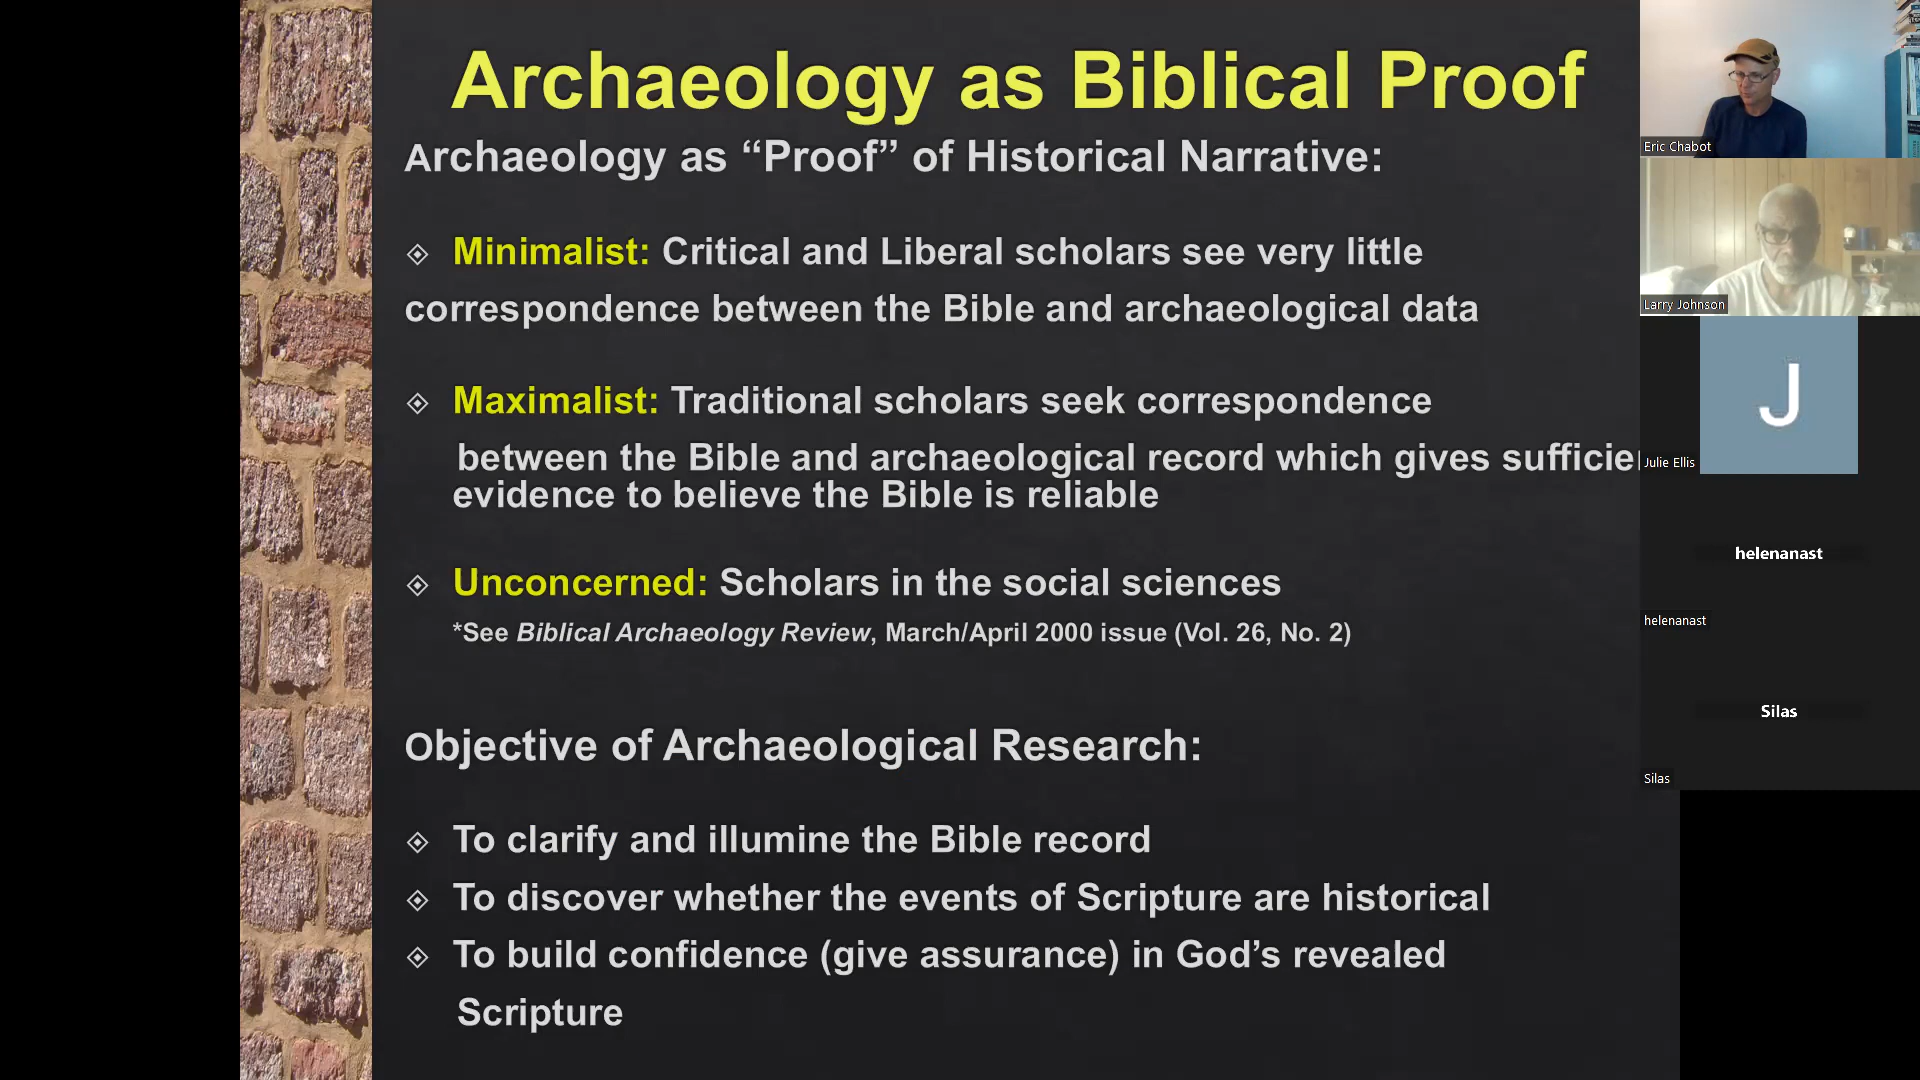 Archaeology as Biblical Proof
Archaeology as “Proof” of Historical Narrative:
Minimalist: Critical and Liberal scholars see very little
correspondence between the Bible and archaeological data
Maximalist: Traditional scholars seek correspondence
between the Bible and archaeological record which gives
evidence to believe the Bible is reliable
Unconcerned: Scholars in the social sciences
*See Biblical Archaeology Review, March/April 2000 issue (Vol. 26, No. 2)
Objective of Archaeological Research:
To clarify and illumine the Bible record
To discover whether the events of Scripture are historical
To build confidence (give assurance) in God’s revealed
Scripture
Eric Chabot
Larry Johnson
J
Julie Ellis
helenanast
helenanast
Silas
Silas